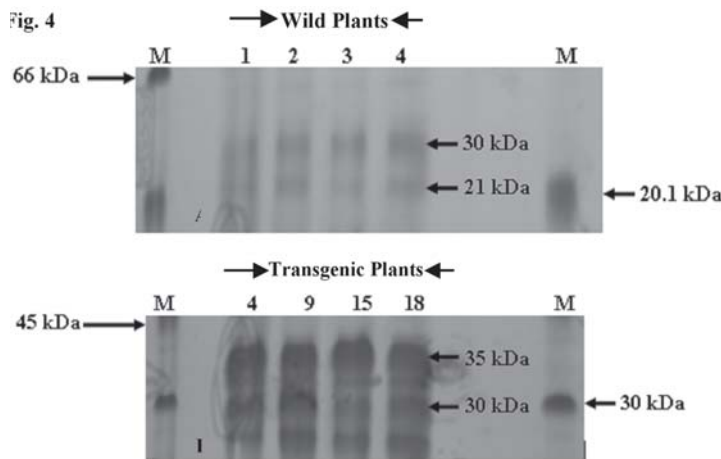 Fig. 4
Wild Plants
M 1 2 3 4 M
66 kDa
30 kDa
21 kDa
20.1 kDa
Transgenic Plants
M 4 9 15 18 M
45 kDa
35 kDa
30 kDa
30 kDa